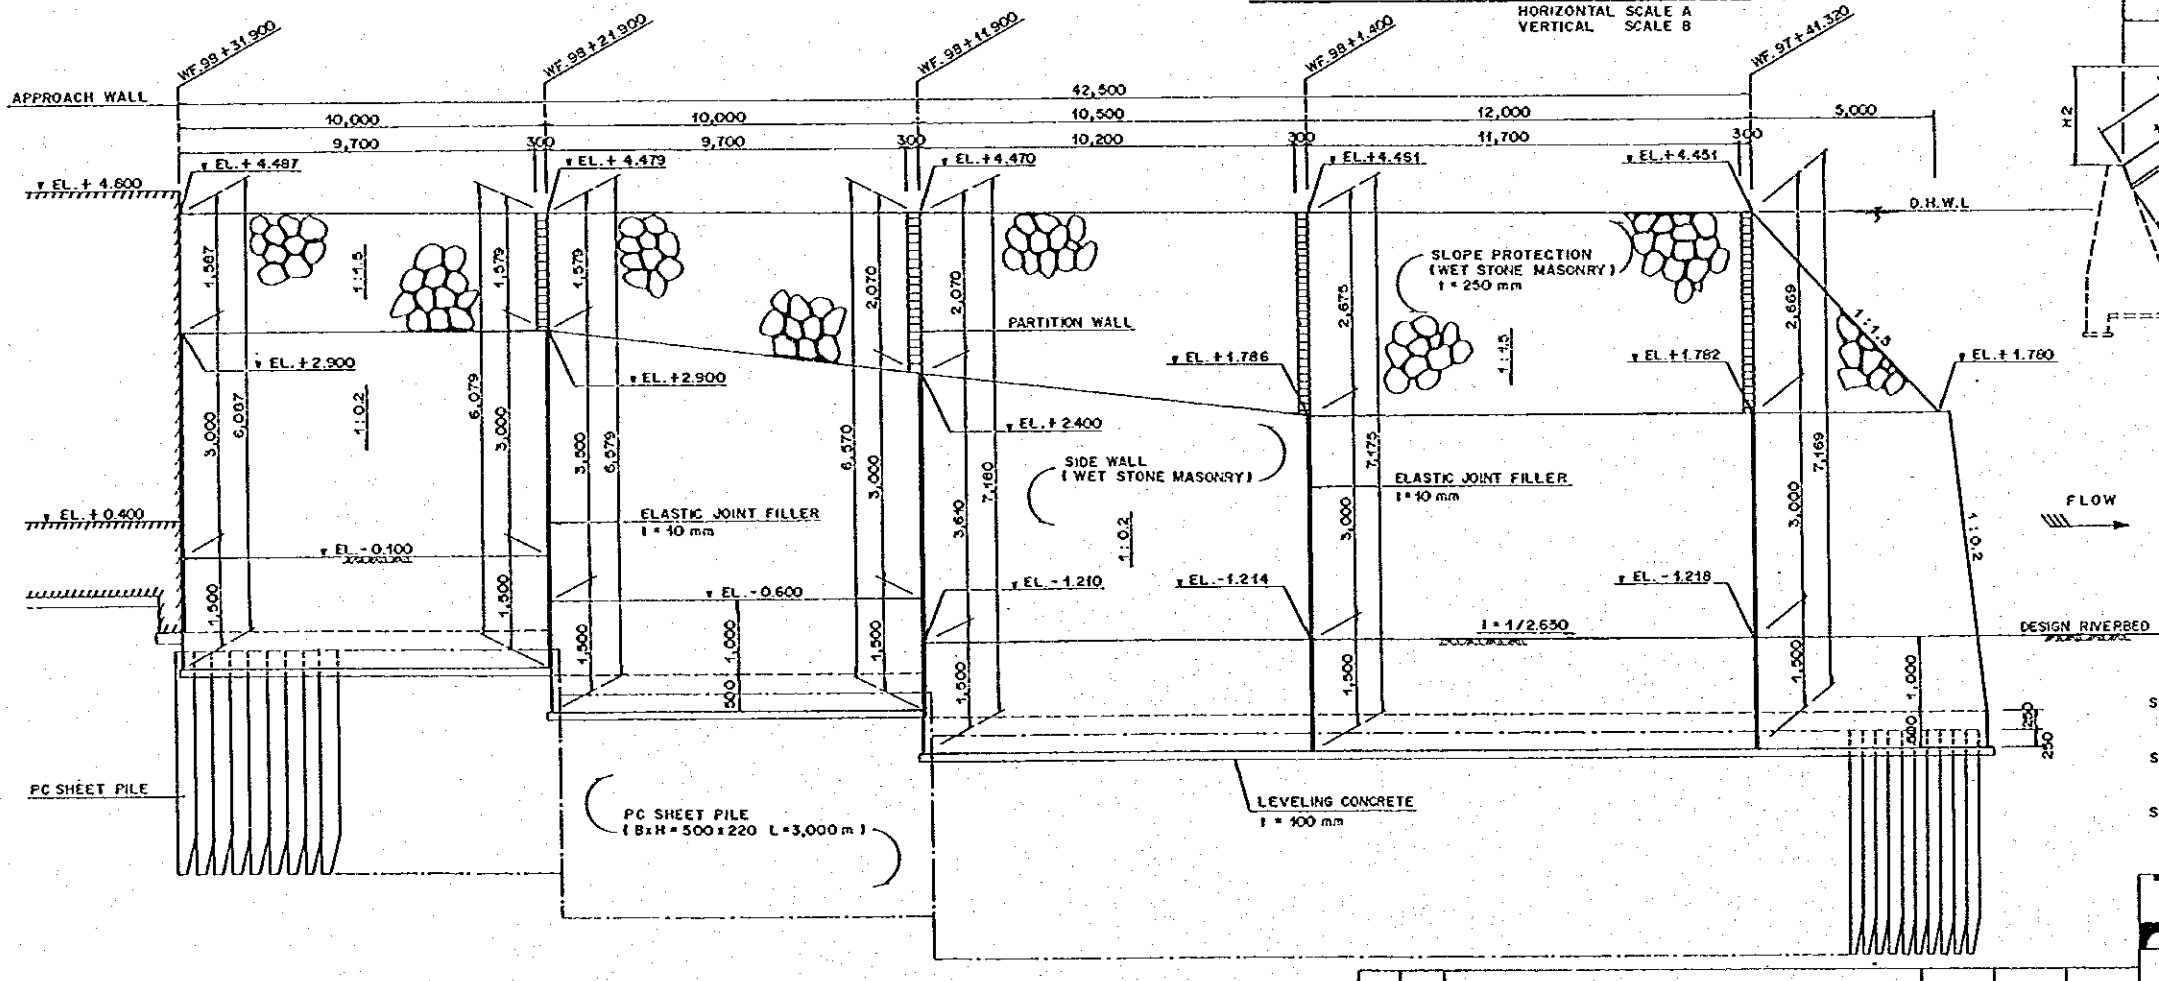 HORIZONTAL SCALE A
VERTICAL SCALE B
WF.98+31.900
WF.98+21.900
WF.98+11.900
WF.98+1.400
WF.97+41.320
APPROACH WALL
42,500
10,000
10,000
10,500
12,000
5,000
9,700
300
9,700
300
10,200
300
11,700
300
H2
EL.+4.487
EL.+4.479
EL.+4.470
EL.+4.461
EL.+4.451
EL.+4.600
D.H.W.L
1,587
1:1.5
1,579
1,579
2,070
2,070
2,675
2,669
SLOPE PROTECTION
(WET STONE MASONRY)
t = 250 mm
1:1.5
1:1.5
PARTITION WALL
EL.+2.900
EL.+2.900
EL.+1.786
EL.+1.782
EL.+1.780
EL.+2.400
3,000
6,087
1:0.2
6,079
3,000
3,500
6,579
6,570
3,000
3,610
7,180
3,000
7,175
3,000
7,169
SIDE WALL
(WET STONE MASONRY)
ELASTIC JOINT FILLER
t = 10 mm
ELASTIC JOINT FILLER
t = 10 mm
EL.+0.400
FLOW
1:0.2
1:0.2
EL.-0.100
EL.-0.600
EL.-1.210
EL.-1.214
EL.-1.218
I = 1/2.630
DESIGN RIVERBED
1,500
1,500
1,500
1,000
500
1,500
1,500
1,500
1,500
1,000
500
250
250
PC SHEET PILE
PC SHEET PILE
(B×H = 500×220 L=3,000 m)
LEVELING CONCRETE
t = 100 mm
S
S
S